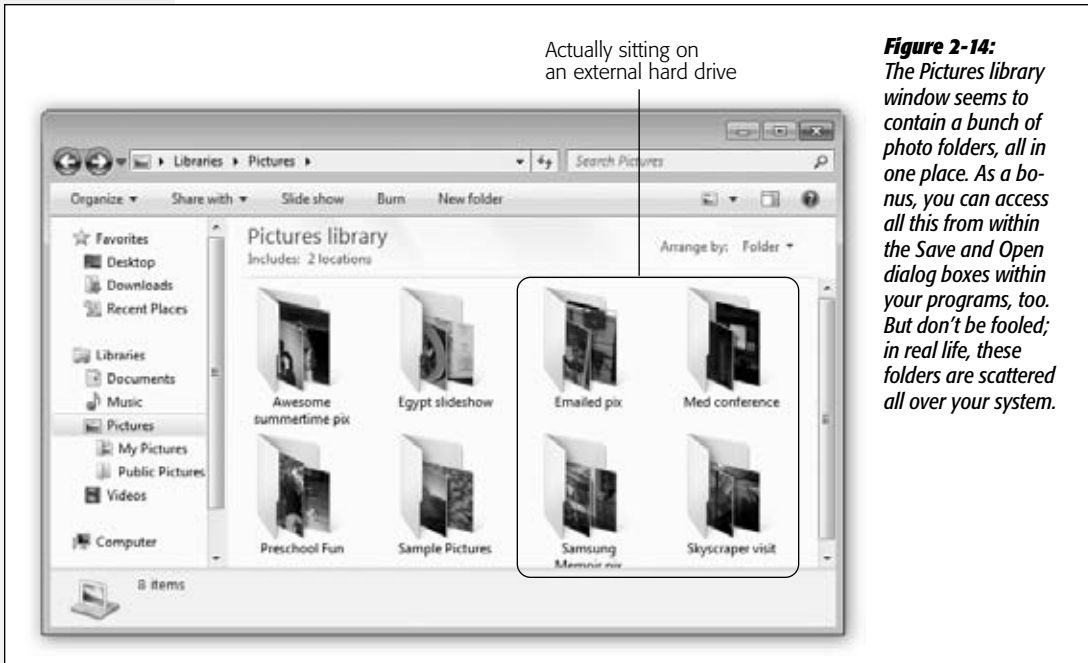 Actually sitting on
an external hard drive
Libraries
Pictures
Search Pictures
Organize
Share with
Slide show
Burn
New folder
Favorites
Desktop
Downloads
Recent Places
Libraries
Documents
Music
Pictures
My Pictures
Public Pictures
Videos
Computer
Pictures library
Includes: 2 locations
Arrange by: Folder
Awesome
summertime pix
Egypt slideshow
Emailed pix
Med conference
Preschool Fun
Sample Pictures
Samsung
Memoir pix
Skyscraper visit
8 items
Figure 2-14:
The Pictures library
window seems to
contain a bunch of
photo folders, all in
one place. As a bo-
nus, you can access
all this from within
the Save and Open
dialog boxes within
your programs, too.
But don't be fooled;
in real life, these
folders are scattered
all over your system.